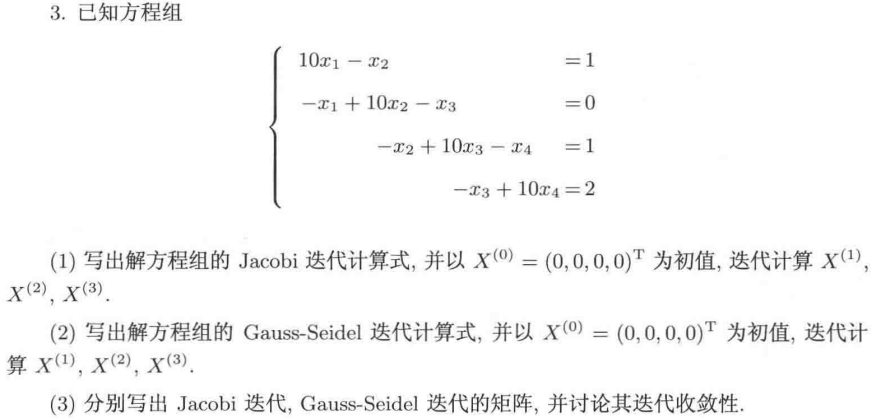 3. 已知方程组
10x₁ − x₂ = 1
−x₁ + 10x₂ − x₃ = 0
−x₂ + 10x₃ − x₄ = 1
−x₃ + 10x₄ = 2
(1) 写出解方程组的 Jacobi 迭代计算式, 并以 X⁽⁰⁾ = (0, 0, 0, 0)ᵀ 为初值, 迭代计算 X⁽¹⁾,
X⁽²⁾, X⁽³⁾.
(2) 写出解方程组的 Gauss-Seidel 迭代计算式, 并以 X⁽⁰⁾ = (0, 0, 0, 0)ᵀ 为初值, 迭代计
算 X⁽¹⁾, X⁽²⁾, X⁽³⁾.
(3) 分别写出 Jacobi 迭代, Gauss-Seidel 迭代的矩阵, 并讨论其迭代收敛性.